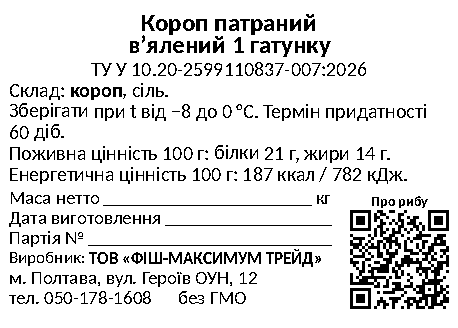 Короп патраний
в’ялений 1 гатунку
ТУ У 10.20-2599110837-007:2026
Склад: короп, сіль.
Зберігати при t від −8 до 0 °С. Термін придатності
60 діб.
Поживна цінність 100 г: білки 21 г, жири 14 г.
Енергетична цінність 100 г: 187 ккал / 782 кДж.
Маса нетто ____________________ кг
Дата виготовлення ________________
Партія № ________________________
Про рибу
Виробник: ТОВ «ФІШ-МАКСИМУМ ТРЕЙД»
м. Полтава, вул. Героїв ОУН, 12
тел. 050-178-1608 без ГМО